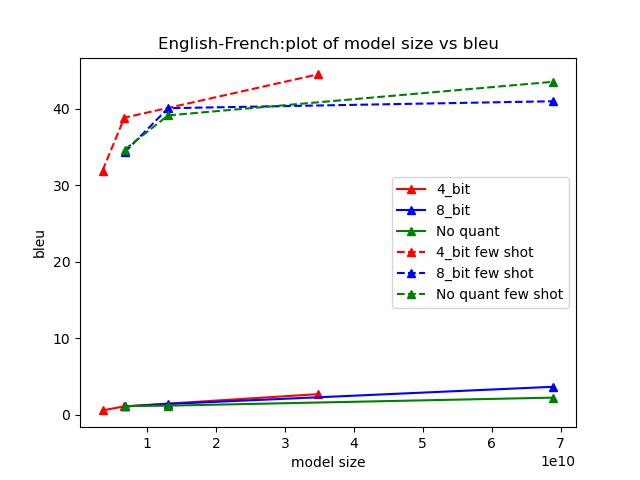 English-French:plot of model size vs bleu
bleu
40
30
20
10
0
4_bit
8_bit
No quant
4_bit few shot
8_bit few shot
No quant few shot
1 2 3 4 5 6 7
model size
1e10